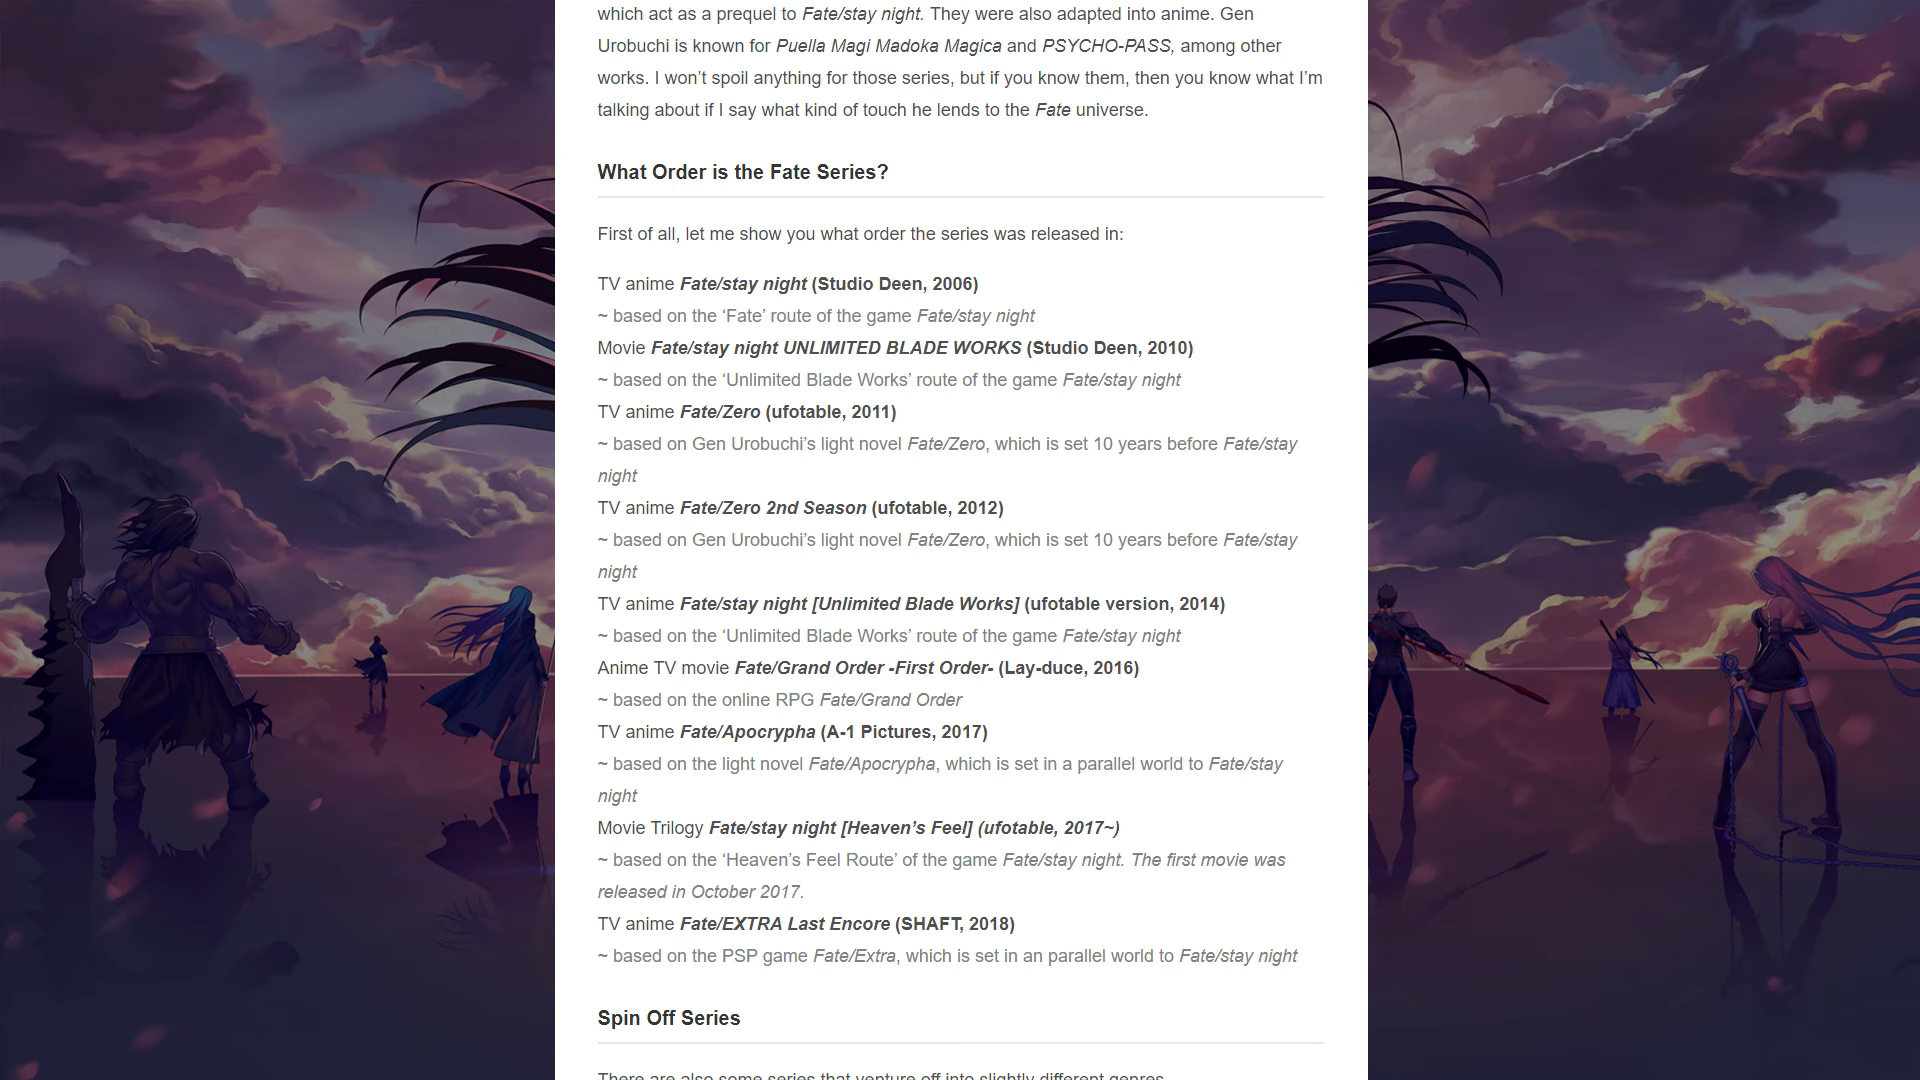 which act as a prequel to Fate/stay night. They were also adapted into anime. Gen
Urobuchi is known for Puella Magi Madoka Magica and PSYCHO-PASS, among other
works. I won’t spoil anything for those series, but if you know them, then you know what I’m
talking about if I say what kind of touch he lends to the Fate universe.
What Order is the Fate Series?
First of all, let me show you what order the series was released in:
TV anime Fate/stay night (Studio Deen, 2006)
~ based on the ‘Fate’ route of the game Fate/stay night
Movie Fate/stay night UNLIMITED BLADE WORKS (Studio Deen, 2010)
~ based on the ‘Unlimited Blade Works’ route of the game Fate/stay night
TV anime Fate/Zero (ufotable, 2011)
~ based on Gen Urobuchi’s light novel Fate/Zero, which is set 10 years before Fate/stay
night
TV anime Fate/Zero 2nd Season (ufotable, 2012)
~ based on Gen Urobuchi’s light novel Fate/Zero, which is set 10 years before Fate/stay
night
TV anime Fate/stay night [Unlimited Blade Works] (ufotable version, 2014)
~ based on the ‘Unlimited Blade Works’ route of the game Fate/stay night
Anime TV movie Fate/Grand Order -First Order- (Lay-duce, 2016)
~ based on the online RPG Fate/Grand Order
TV anime Fate/Apocrypha (A-1 Pictures, 2017)
~ based on the light novel Fate/Apocrypha, which is set in a parallel world to Fate/stay
night
Movie Trilogy Fate/stay night [Heaven’s Feel] (ufotable, 2017~)
~ based on the ‘Heaven’s Feel Route’ of the game Fate/stay night. The first movie was
released in October 2017.
TV anime Fate/EXTRA Last Encore (SHAFT, 2018)
~ based on the PSP game Fate/Extra, which is set in an parallel world to Fate/stay night
Spin Off Series
There are also some series that venture off into slightly different genres.